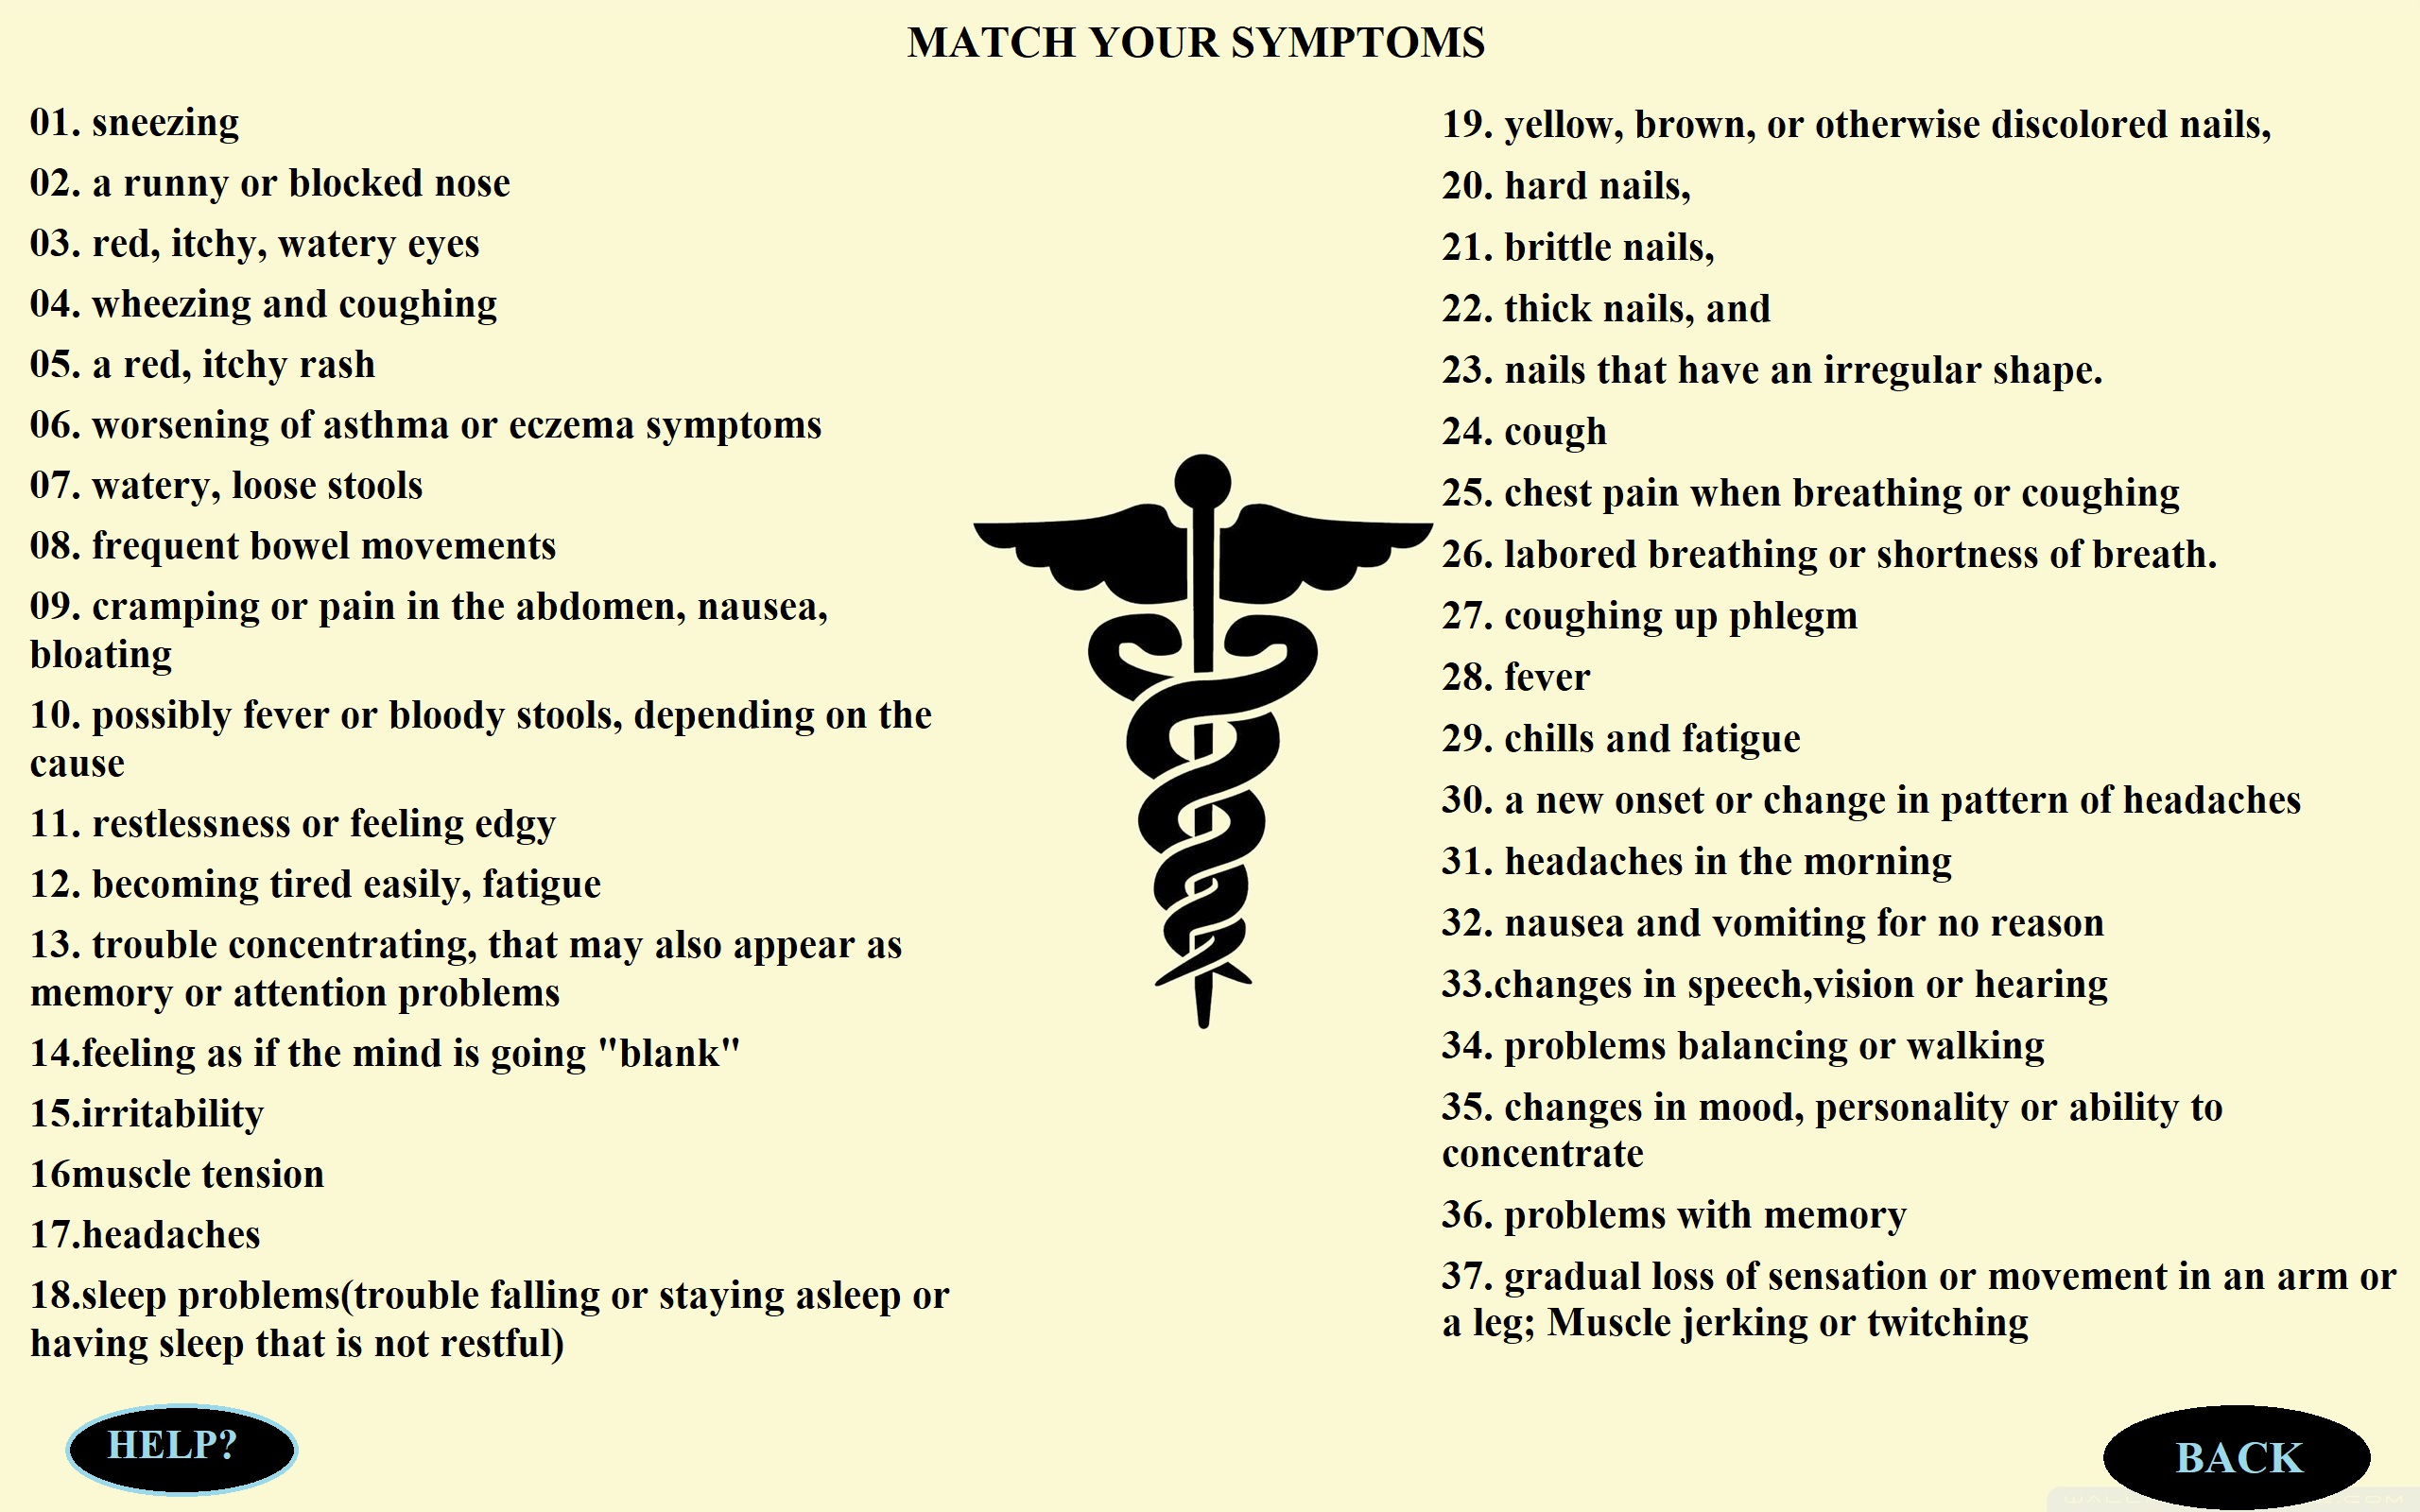 MATCH YOUR SYMPTOMS
01. sneezing
02. a runny or blocked nose
03. red, itchy, watery eyes
04. wheezing and coughing
05. a red, itchy rash
06. worsening of asthma or eczema symptoms
07. watery, loose stools
08. frequent bowel movements
09. cramping or pain in the abdomen, nausea,
bloating
10. possibly fever or bloody stools, depending on the
cause
11. restlessness or feeling edgy
12. becoming tired easily, fatigue
13. trouble concentrating, that may also appear as
memory or attention problems
14.feeling as if the mind is going "blank"
15.irritability
16muscle tension
17.headaches
18.sleep problems(trouble falling or staying asleep or
having sleep that is not restful)
19. yellow, brown, or otherwise discolored nails,
20. hard nails,
21. brittle nails,
22. thick nails, and
23. nails that have an irregular shape.
24. cough
25. chest pain when breathing or coughing
26. labored breathing or shortness of breath.
27. coughing up phlegm
28. fever
29. chills and fatigue
30. a new onset or change in pattern of headaches
31. headaches in the morning
32. nausea and vomiting for no reason
33.changes in speech,vision or hearing
34. problems balancing or walking
35. changes in mood, personality or ability to
concentrate
36. problems with memory
37. gradual loss of sensation or movement in an arm or
a leg; Muscle jerking or twitching
HELP?
BACK